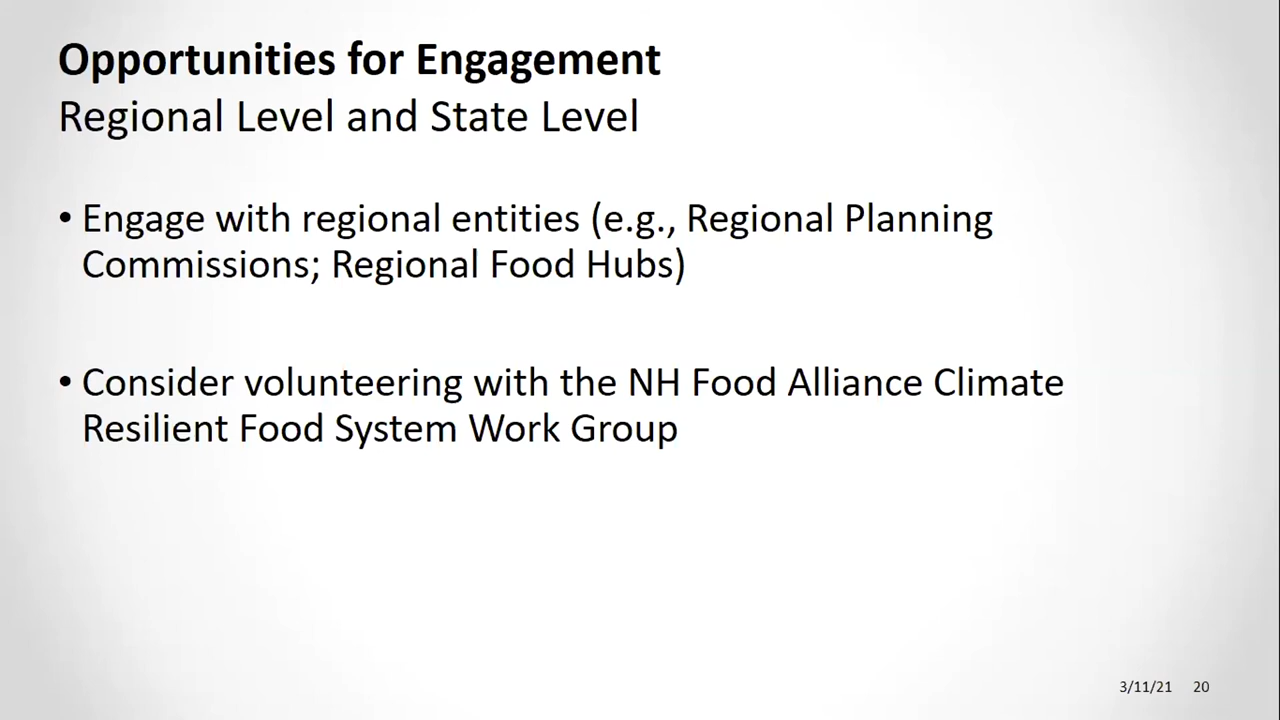 Opportunities for Engagement
Regional Level and State Level
• Engage with regional entities (e.g., Regional Planning
Commissions; Regional Food Hubs)
• Consider volunteering with the NH Food Alliance Climate
Resilient Food System Work Group
3/11/21 20